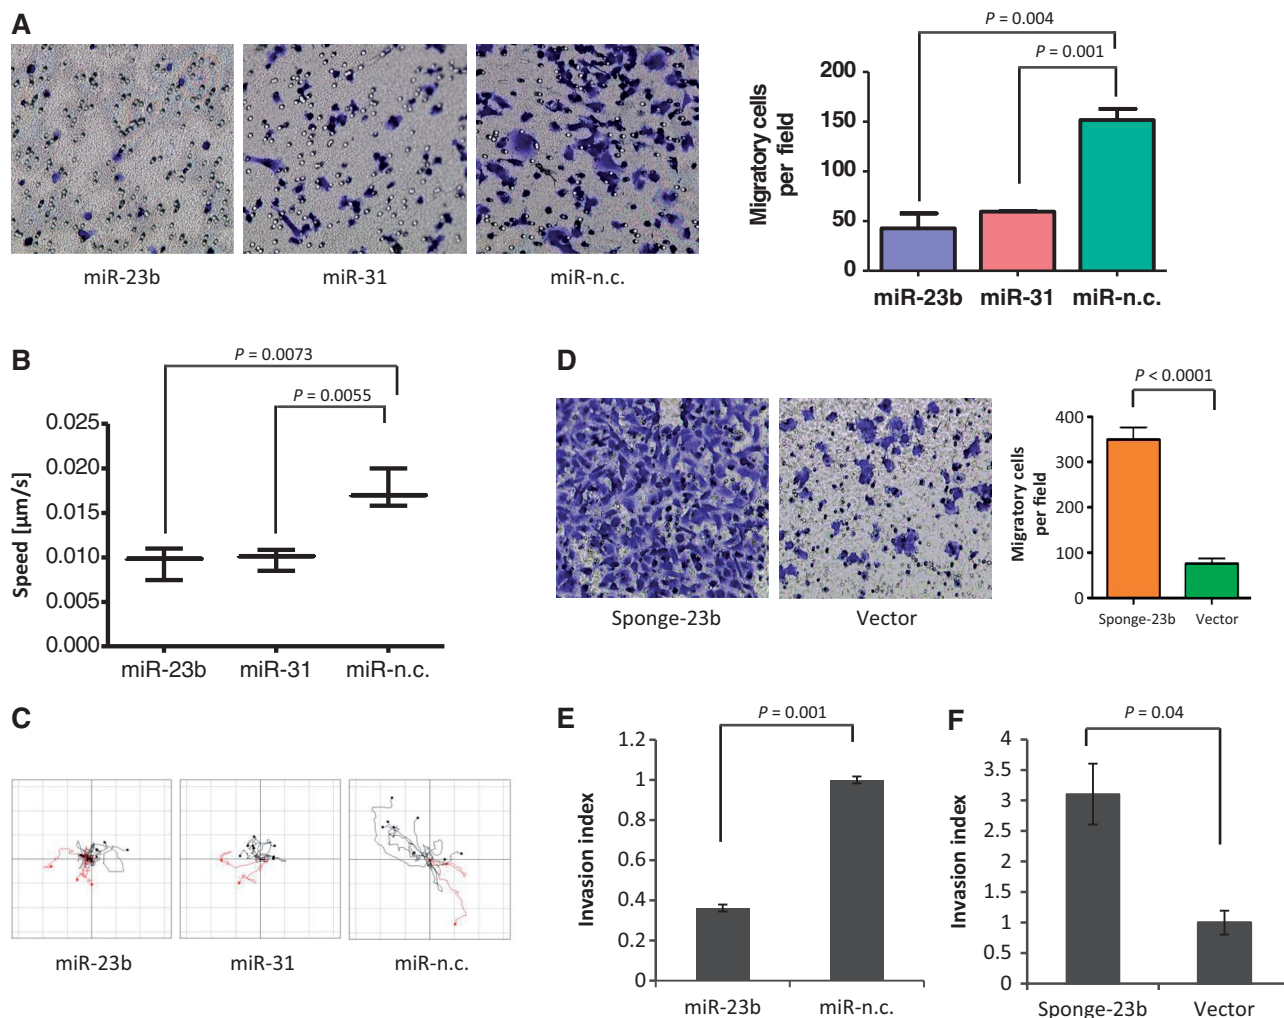 A
miR-23b
miR-31
miR-n.c.
P = 0.004
P = 0.001
Migratory cells
per field
200
150
100
50
0
miR-23b
miR-31
miR-n.c.
B
P = 0.0073
P = 0.0055
Speed [µm/s]
0.025
0.020
0.015
0.010
0.005
0.000
miR-23b
miR-31
miR-n.c.
C
miR-23b
miR-31
miR-n.c.
D
Sponge-23b
Vector
P < 0.0001
Migratory cells
per field
400
300
100
0
Sponge-23b
Vector
E
P = 0.001
Invasion index
1.2
1
0.8
0.6
0.4
0.2
0
miR-23b
miR-n.c.
F
P = 0.04
Invasion index
4
3.5
3
2.5
2
1.5
1
0.5
0
Sponge-23b
Vector